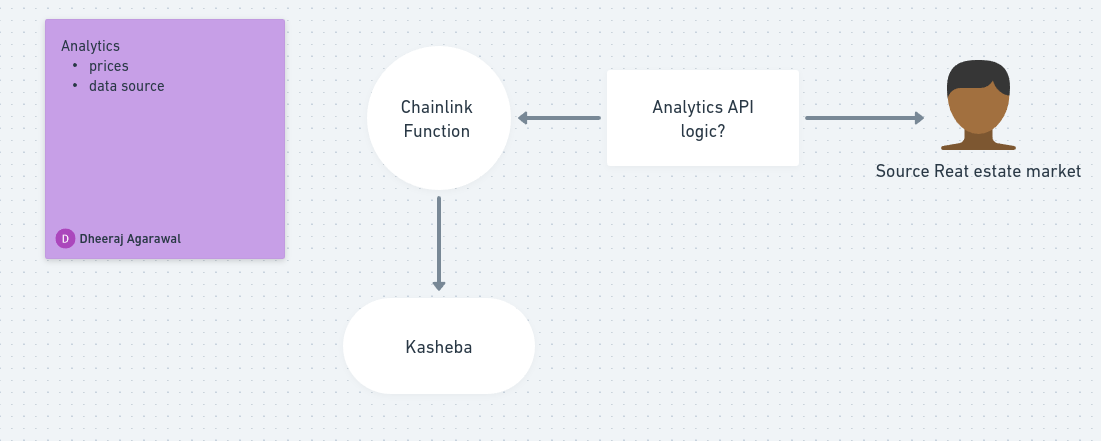 Analytics
• prices
• data source
D Dheeraj Agarawal
Chainlink
Function
Analytics API
logic?
Source Reat estate market
Kasheba